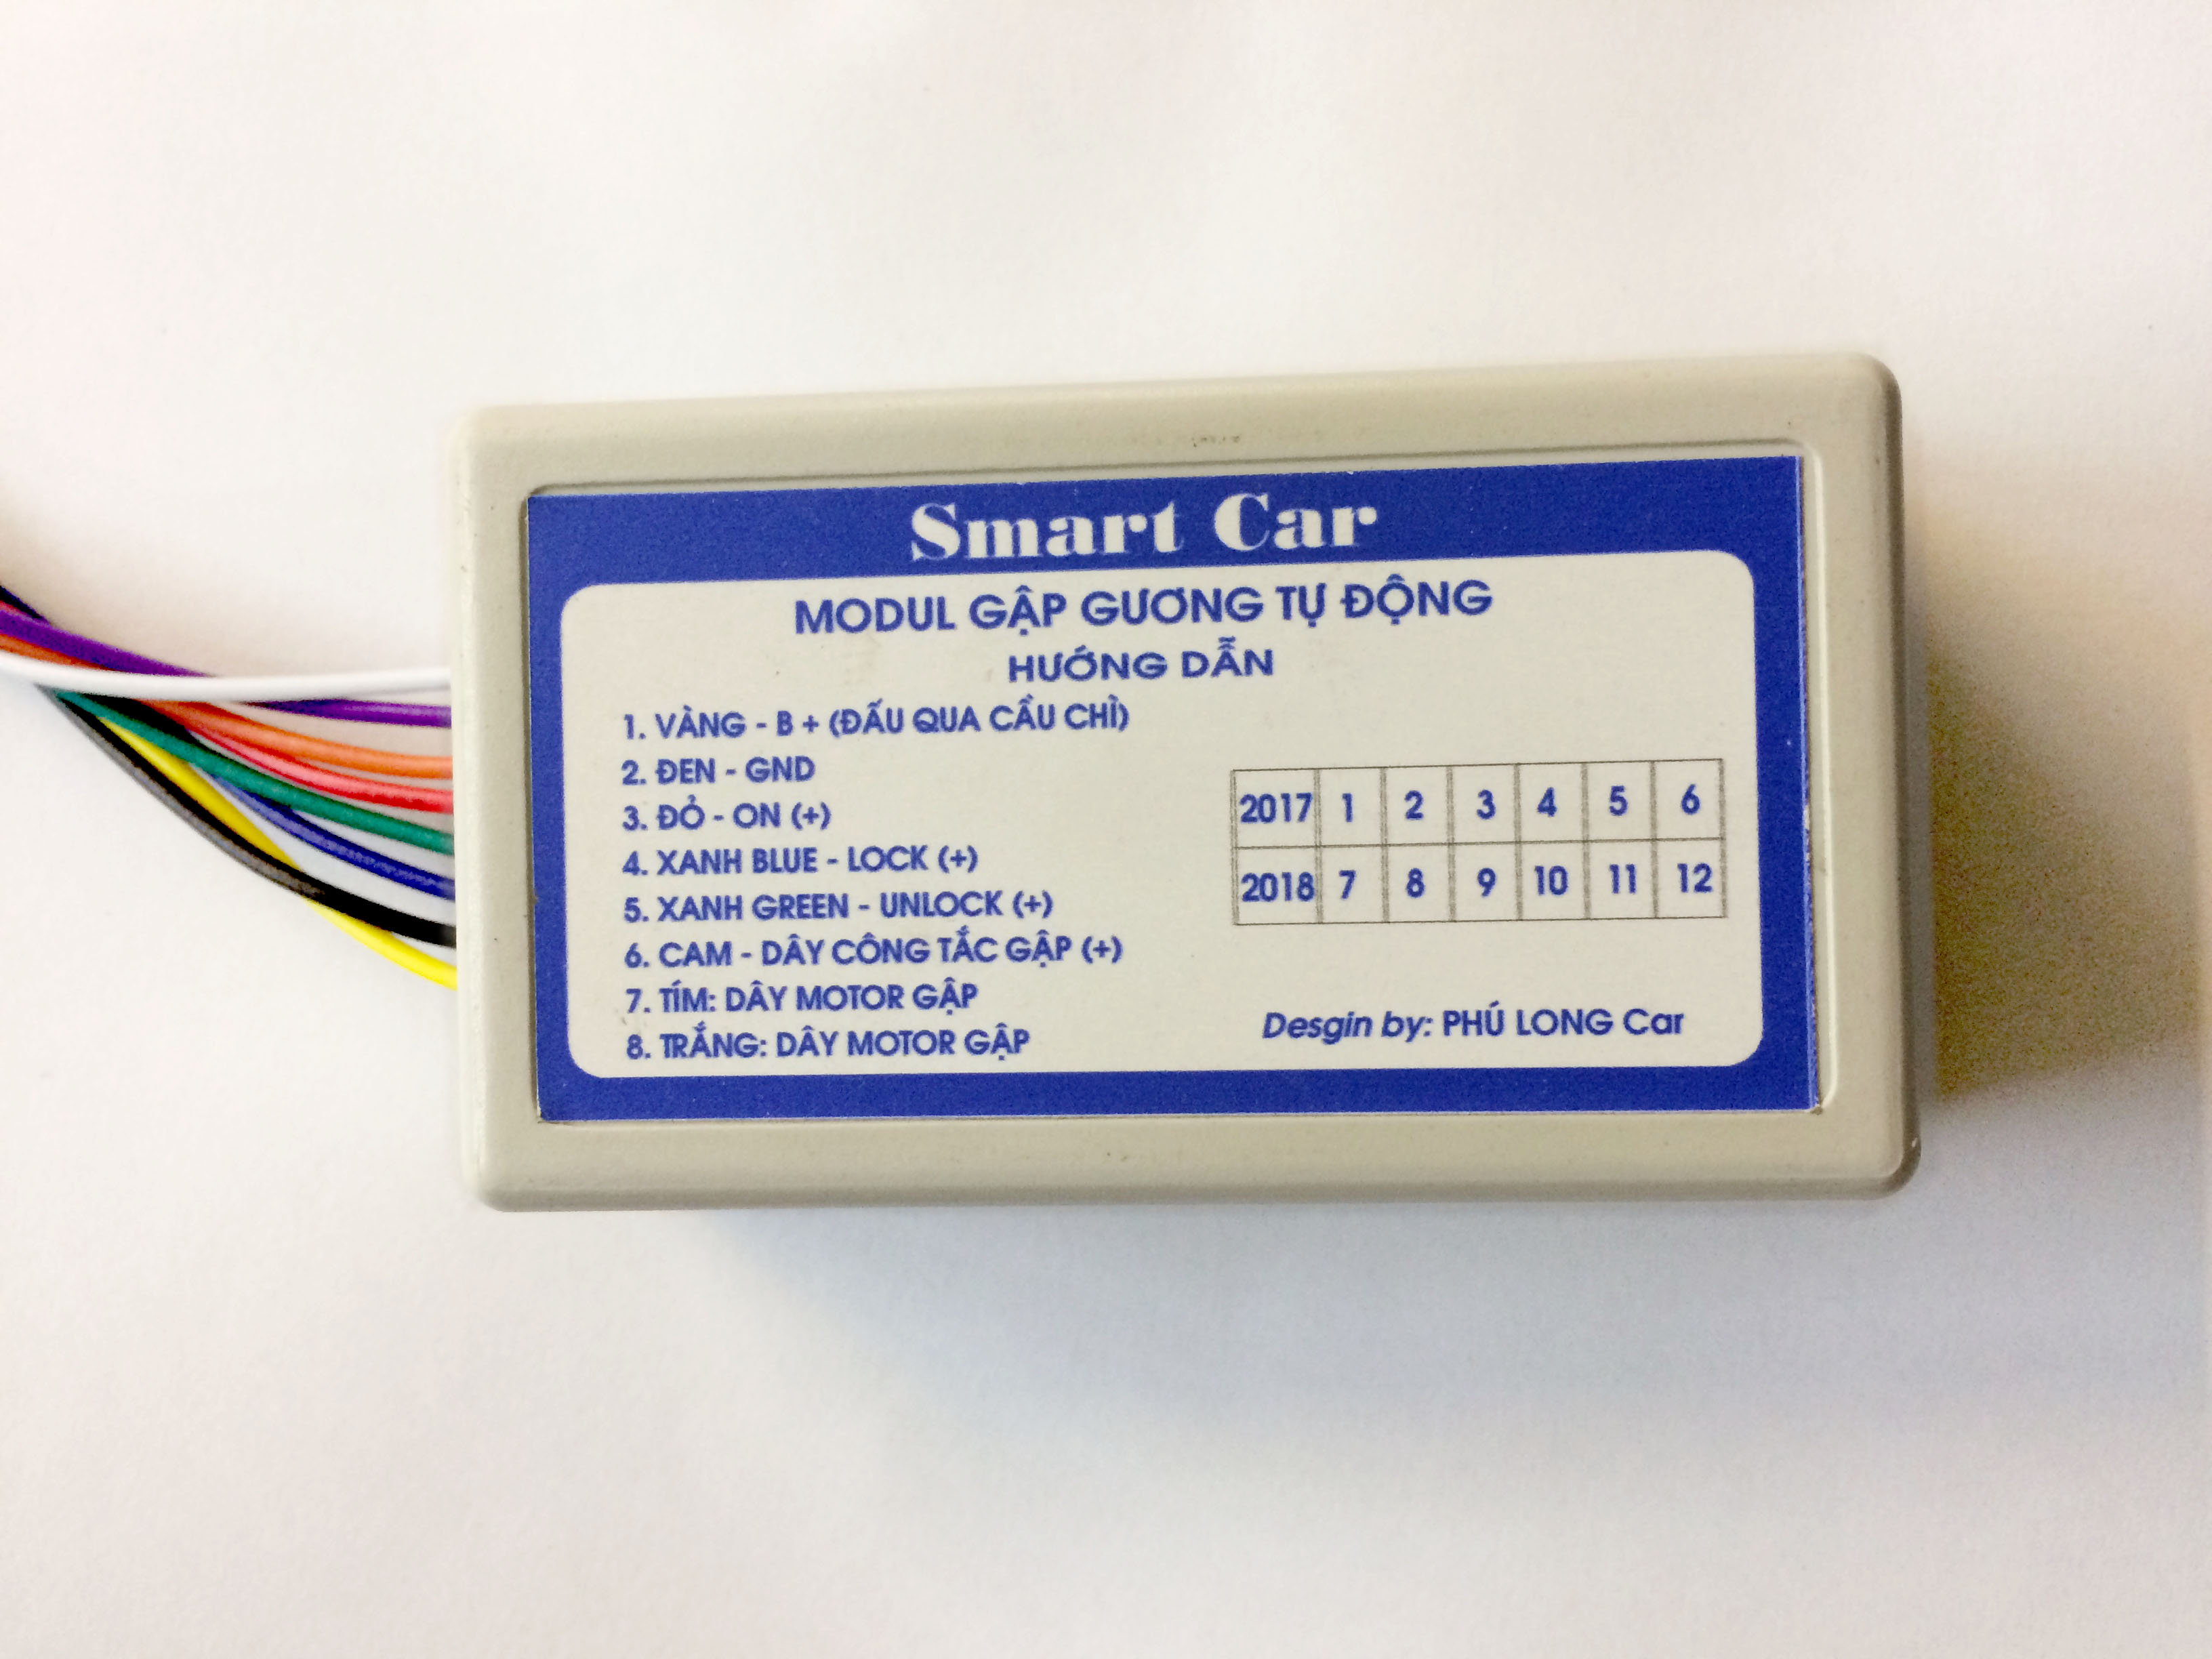 Smart Car
MODUL GẬP GƯƠNG TỰ ĐỘNG
HƯỚNG DẪN
1. VÀNG - B + (ĐẤU QUA CẦU CHÌ)
2. ĐEN - GND
3. ĐỎ - ON (+)
4. XANH BLUE - LOCK (+)
5. XANH GREEN - UNLOCK (+)
6. CAM - DÂY CÔNG TẮC GẬP (+)
7. TÍM: DÂY MOTOR GẬP
8. TRẮNG: DÂY MOTOR GẬP
2017 1 2 3 4 5 6
2018 7 8 9 10 11 12
Desgin by: PHÚ LONG Car